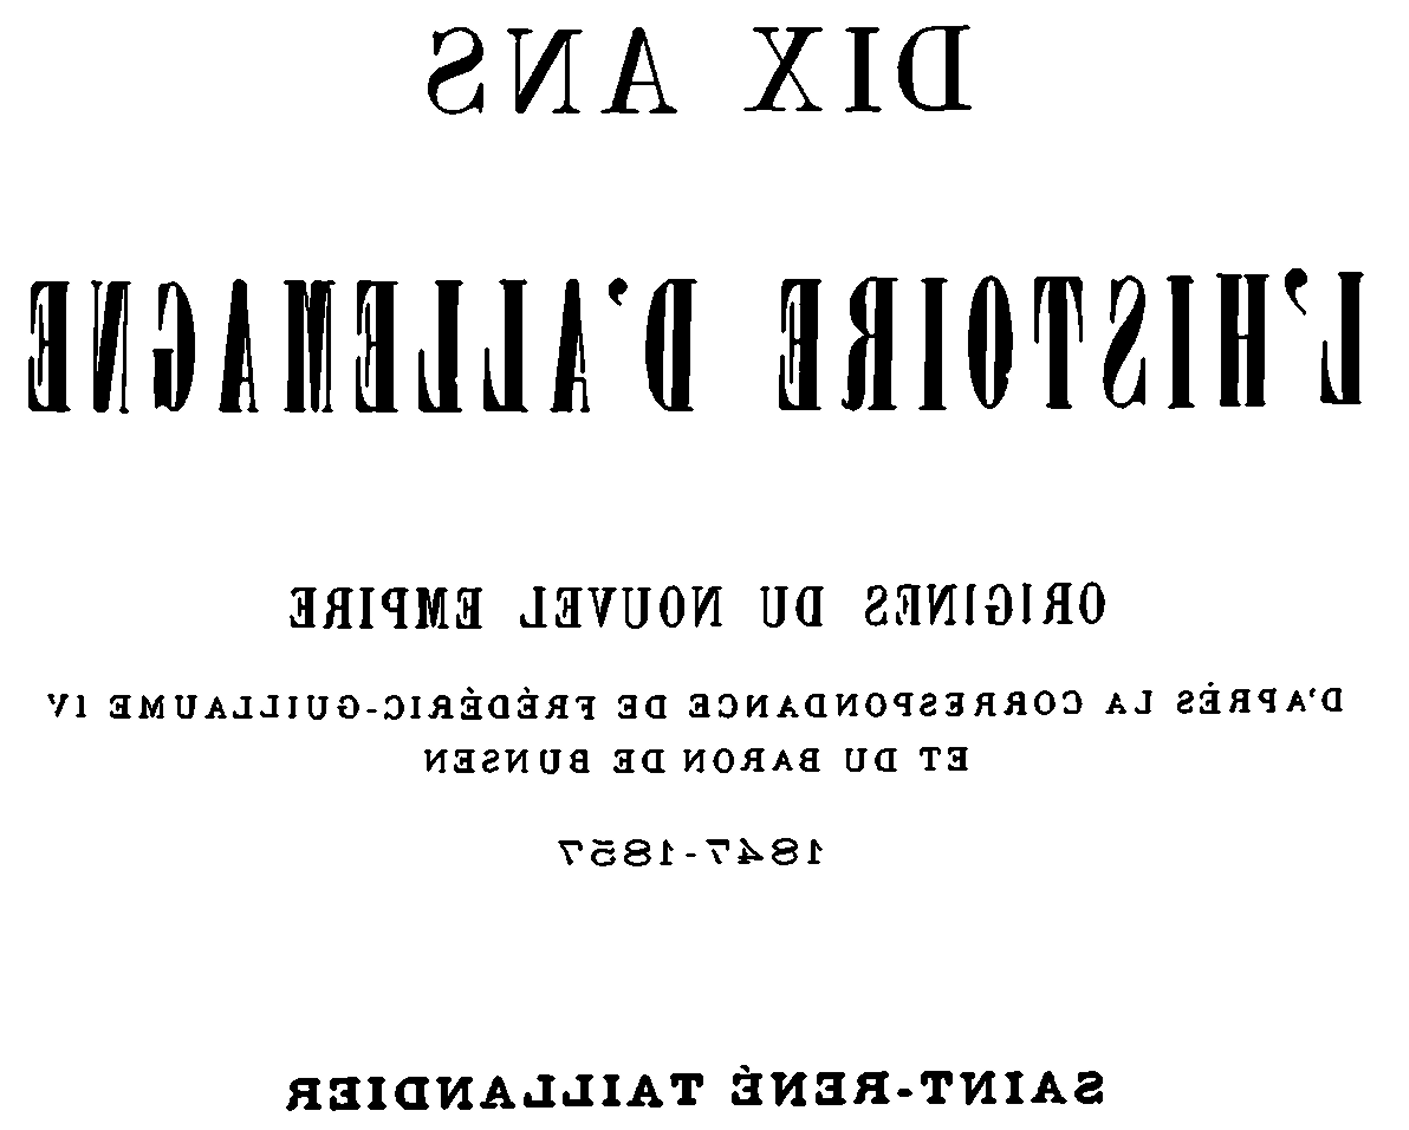 DIX ANS
L'HISTOIRE D'ALLEMAGNE
ORIGINES DU NOUVEL EMPIRE
D'APRÈS LA CORRESPONDANCE DE FRÉDÉRIC-GUILLAUME IV
ET DU BARON DE BUNSEN
1847-1857
SAINT-RENÉ TAILLANDIER